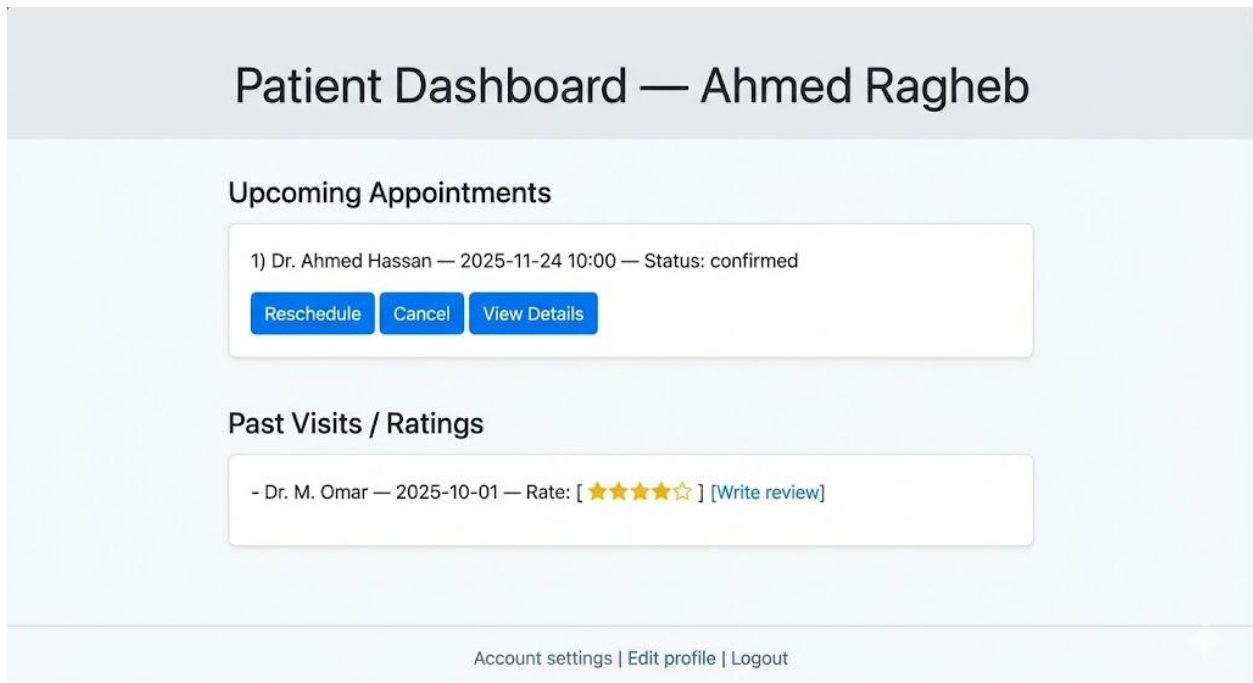 Patient Dashboard — Ahmed Ragheb
Upcoming Appointments
1) Dr. Ahmed Hassan — 2025-11-24 10:00 — Status: confirmed
Reschedule Cancel View Details
Past Visits / Ratings
- Dr. M. Omar — 2025-10-01 — Rate: [ ★★★★☆ ] [Write review]
Account settings | Edit profile | Logout